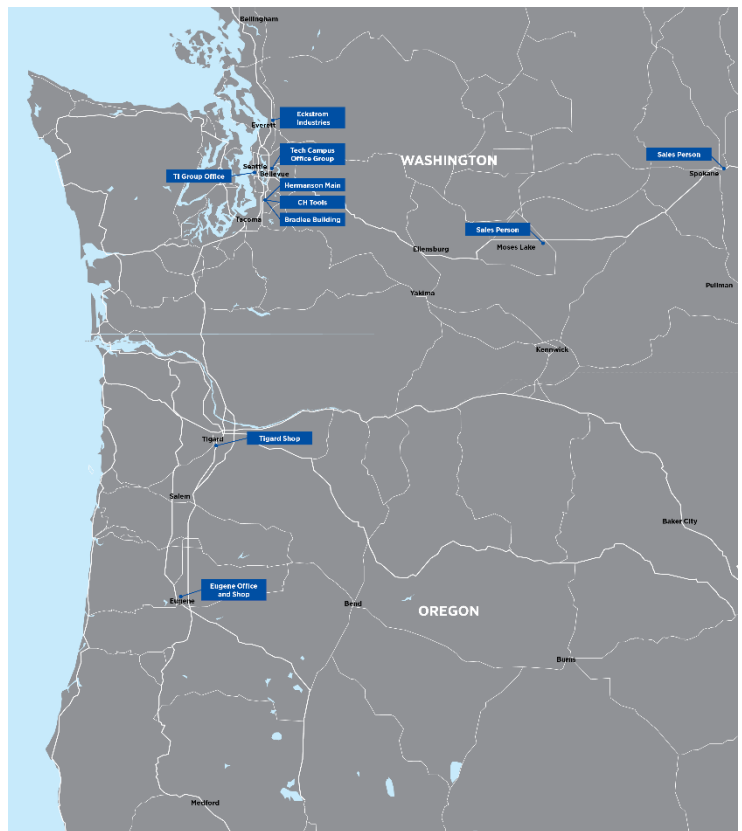 Bellingham
Eckstrom
Industries
Everett
Tech Campus
Office Group
Seattle
WASHINGTON
Sales Person
TI Group Office
Bellevue
Spokane
Hermanson Main
CH Tools
Tacoma
Bradlee Building
Sales Person
Ellensburg
Moses Lake
Pullman
Yakima
Kennwick
Tigard
Tigard Shop
Salem
Baker City
Eugene Office
and Shop
Eugene
Bend
OREGON
Burns
Medford